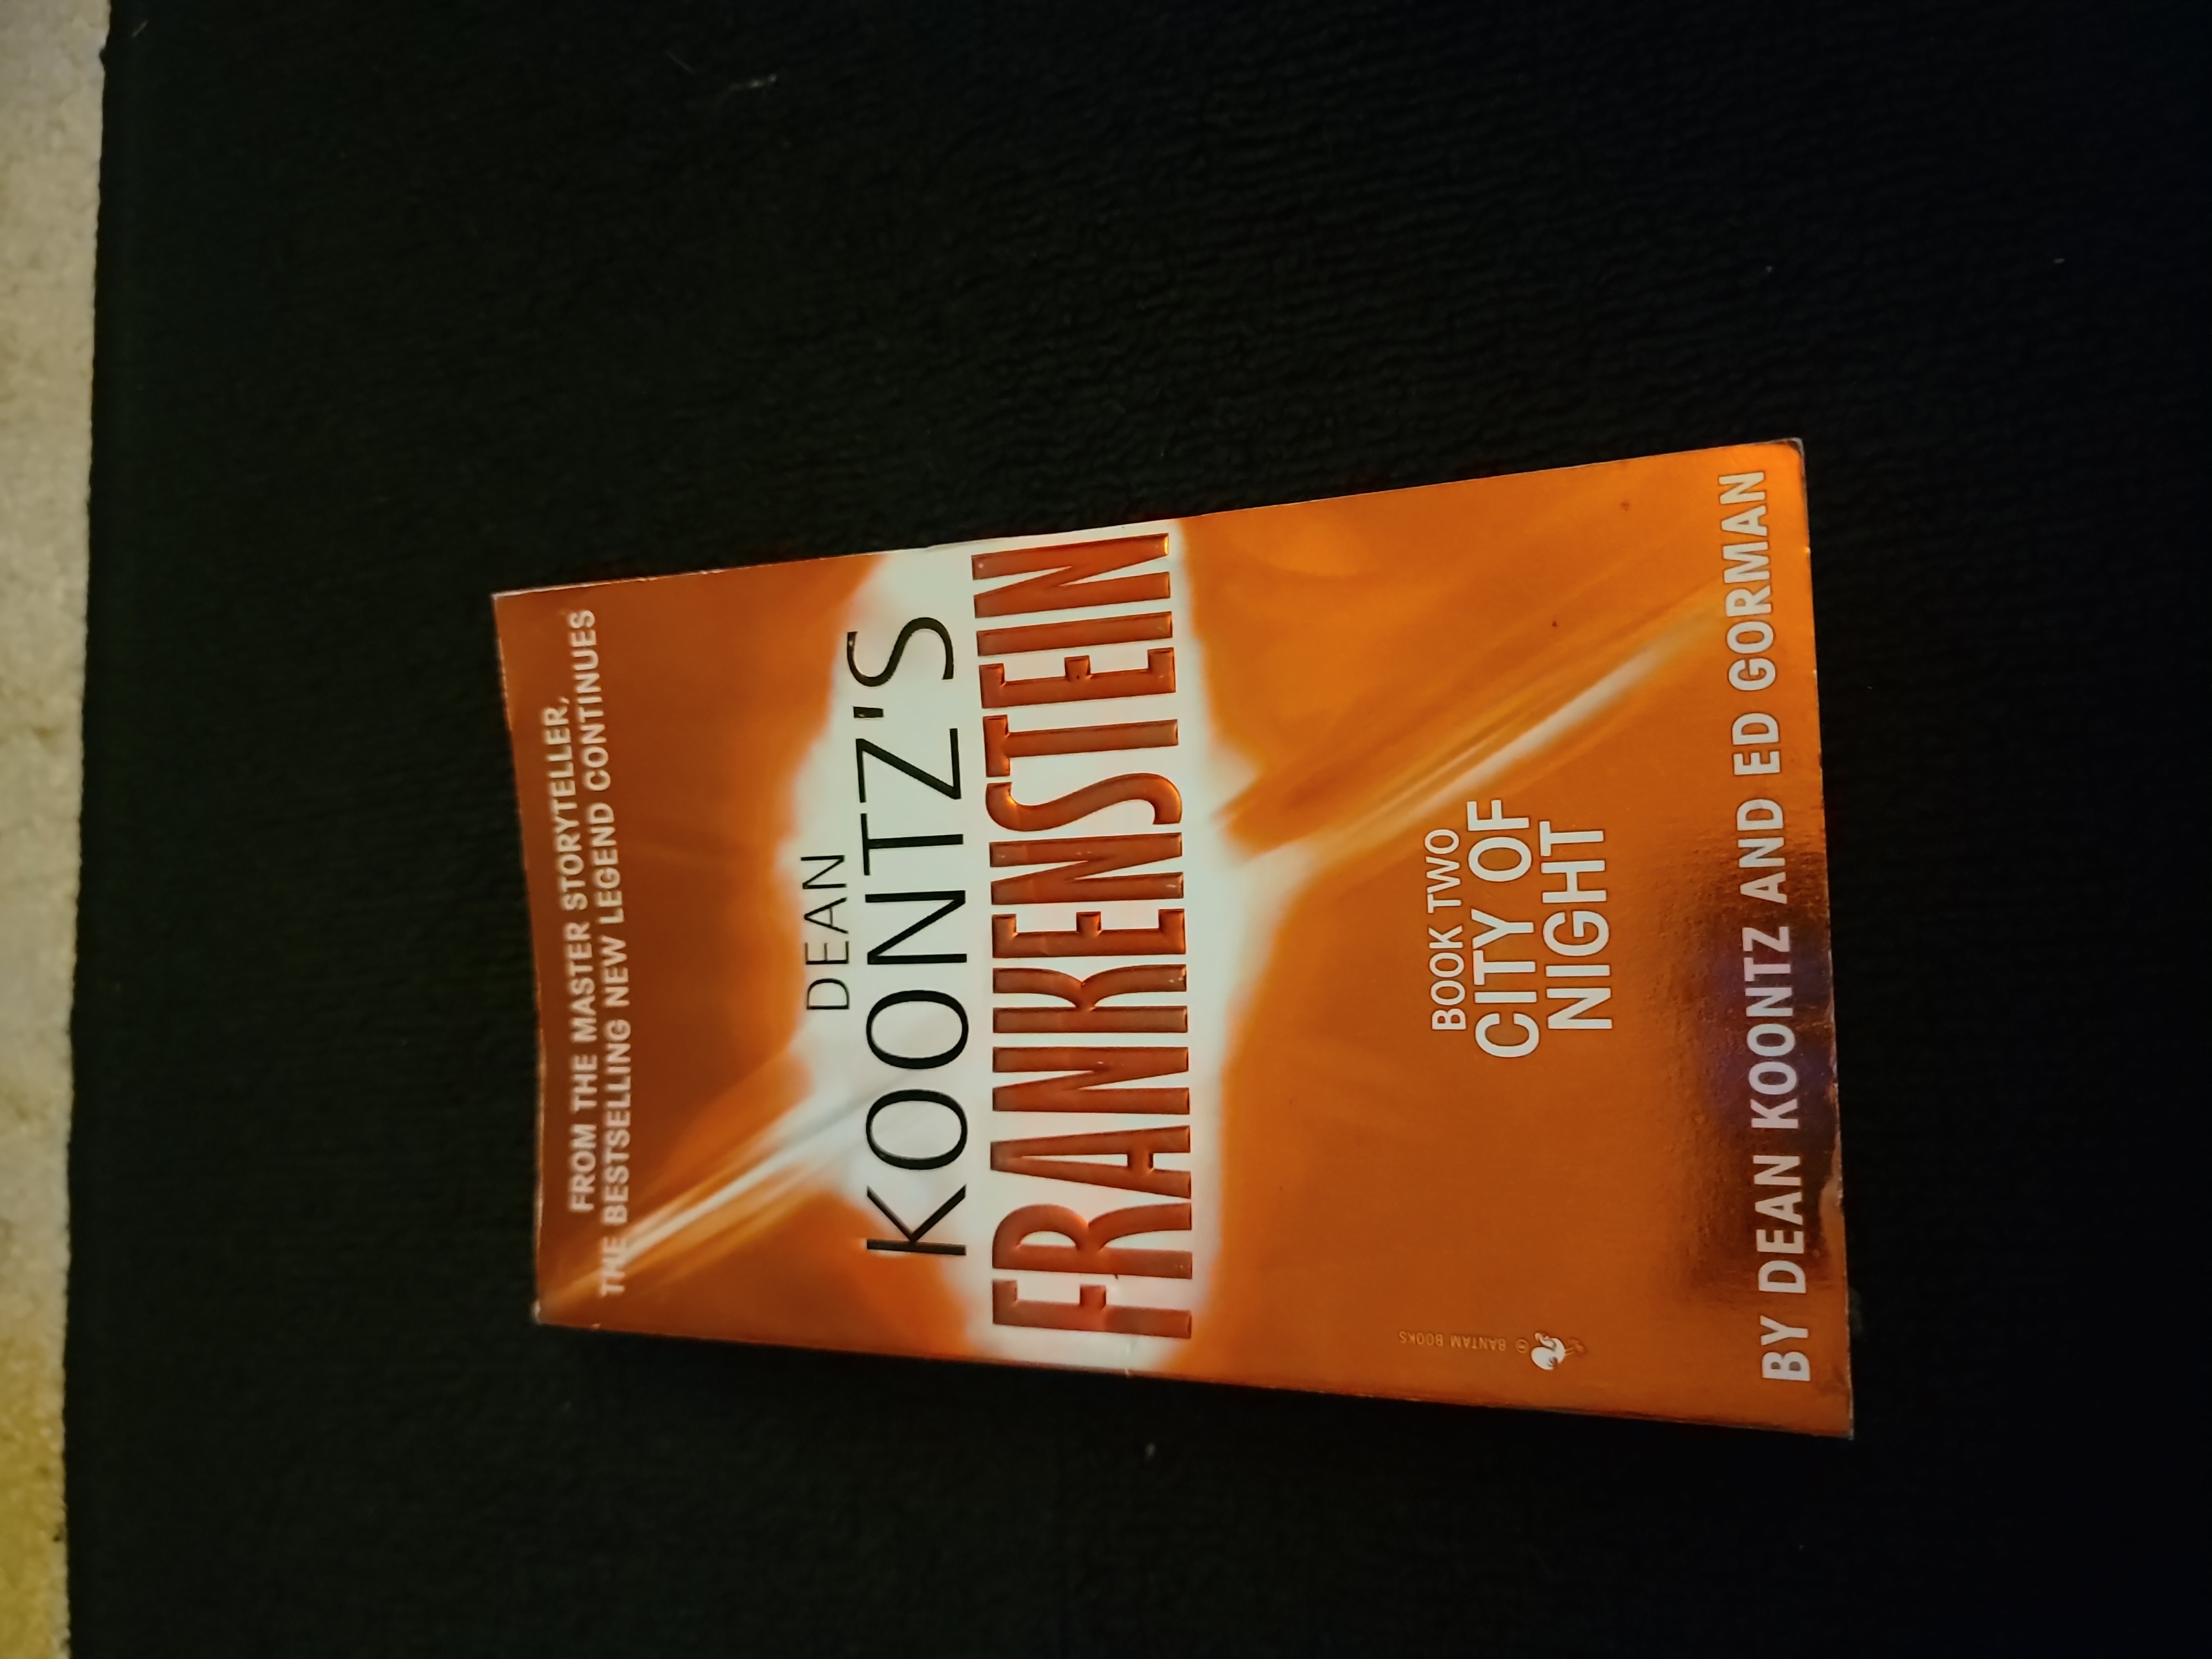 FROM THE MASTER STORYTELLER,
THE BESTSELLING NEW LEGEND CONTINUES
DEAN
KOONTZ'S
FRANKENSTEIN
BOOK TWO
CITY OF
NIGHT
BANTAM BOOKS
BY DEAN KOONTZ AND ED GORMAN